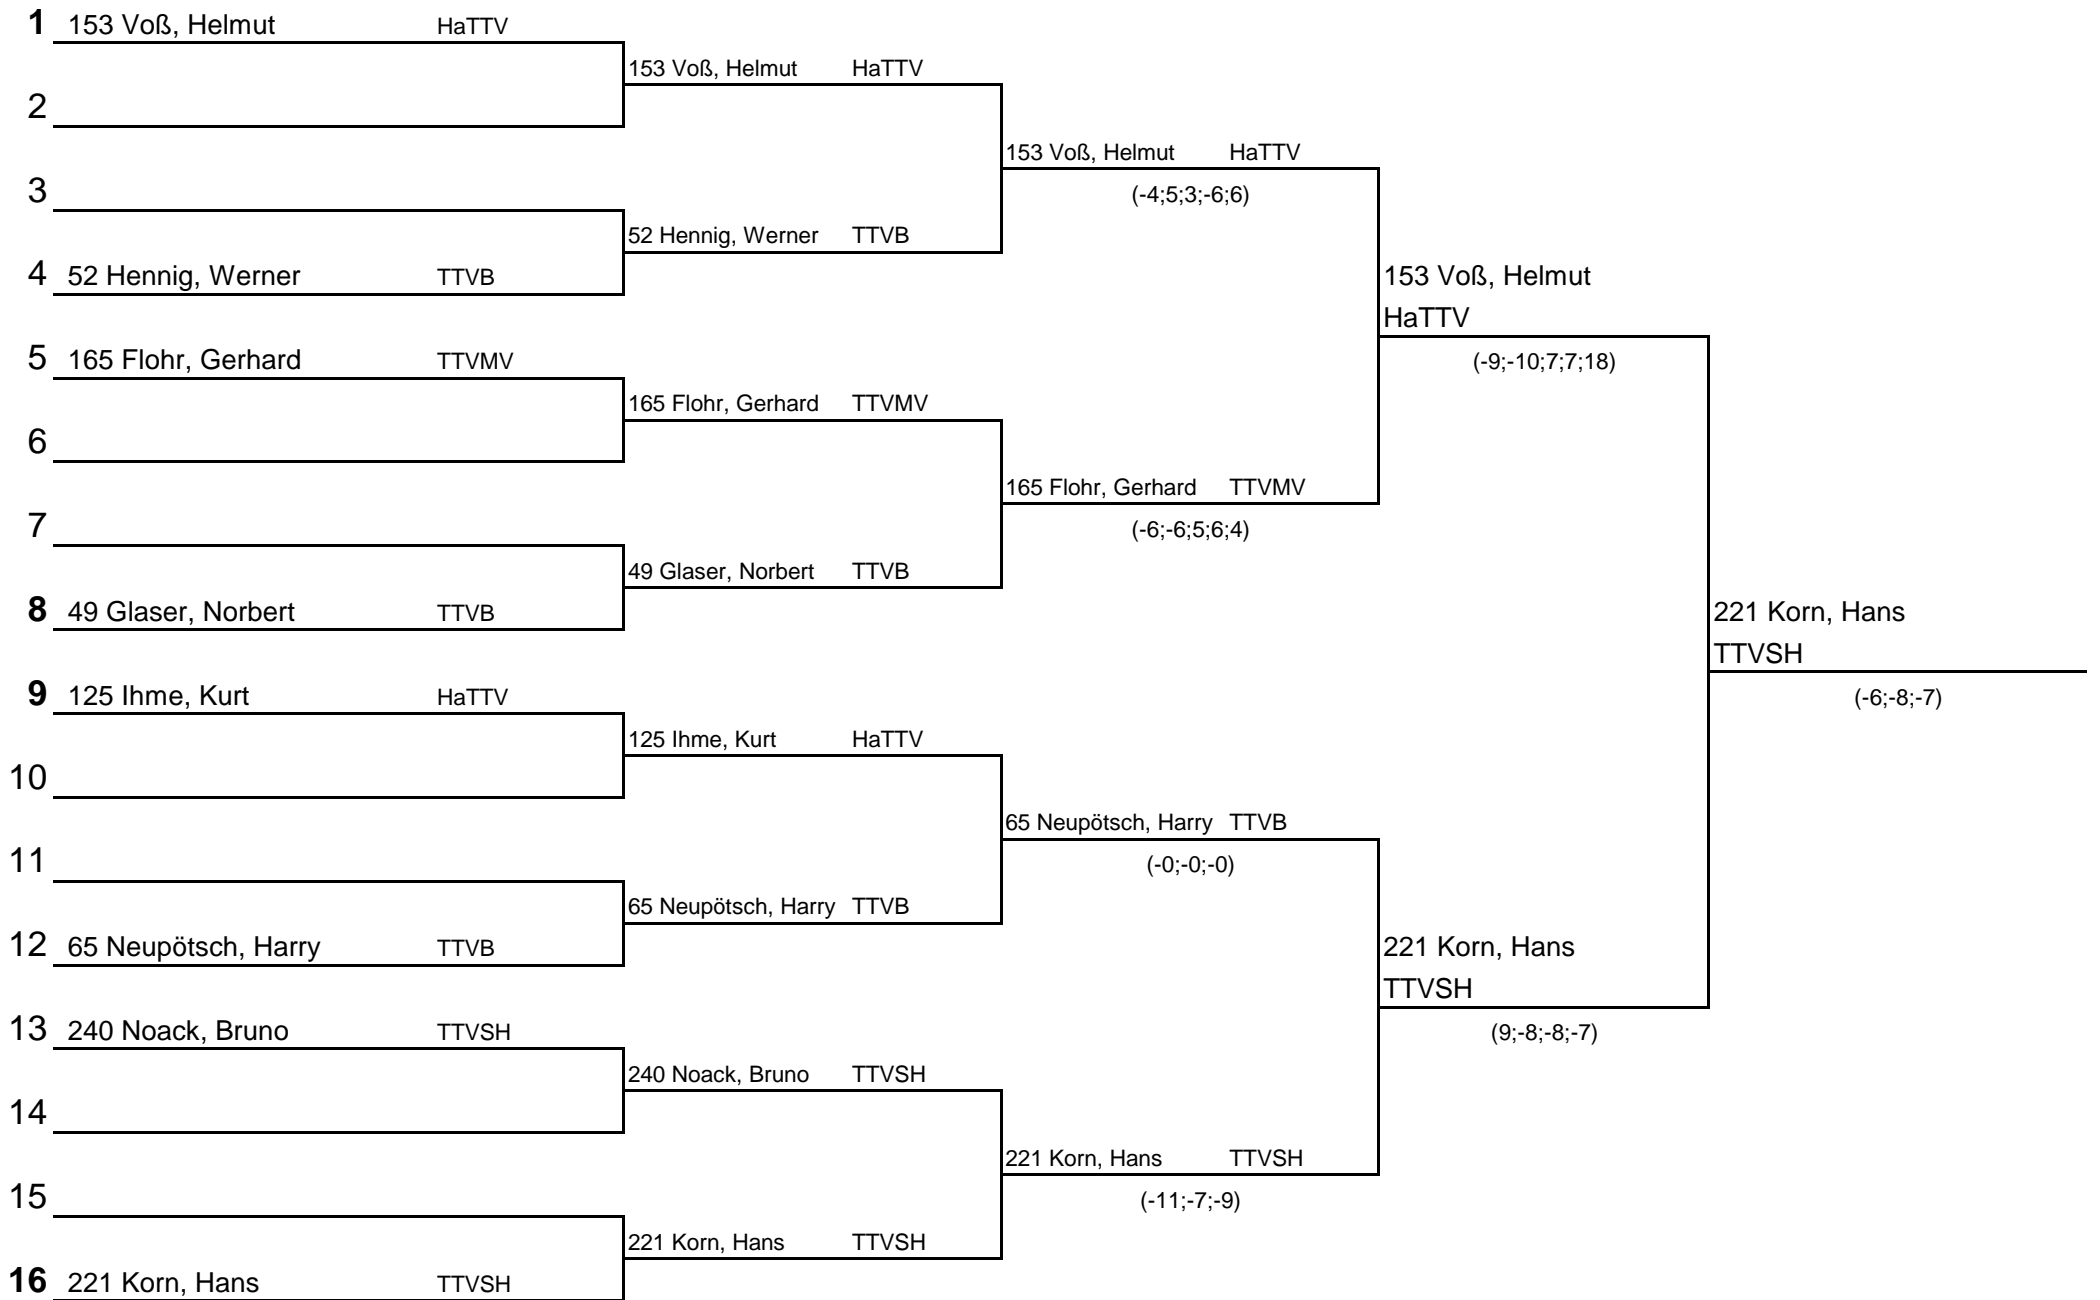 1 153 Voß, Helmut HaTTV
153 Voß, Helmut HaTTV
2
153 Voß, Helmut HaTTV
3
(-4;5;3;-6;6)
52 Hennig, Werner TTVB
4 52 Hennig, Werner TTVB
153 Voß, Helmut
HaTTV
5 165 Flohr, Gerhard TTVMV
(-9;-10;7;7;18)
165 Flohr, Gerhard TTVMV
6
165 Flohr, Gerhard TTVMV
7
(-6;-6;5;6;4)
49 Glaser, Norbert TTVB
8 49 Glaser, Norbert TTVB
221 Korn, Hans
TTVSH
9 125 Ihme, Kurt HaTTV
(-6;-8;-7)
125 Ihme, Kurt HaTTV
10
65 Neupötsch, Harry TTVB
11
(-0;-0;-0)
65 Neupötsch, Harry TTVB
12 65 Neupötsch, Harry TTVB
221 Korn, Hans
TTVSH
13 240 Noack, Bruno TTVSH
(9;-8;-8;-7)
240 Noack, Bruno TTVSH
14
221 Korn, Hans TTVSH
15
(-11;-7;-9)
221 Korn, Hans TTVSH
16 221 Korn, Hans TTVSH